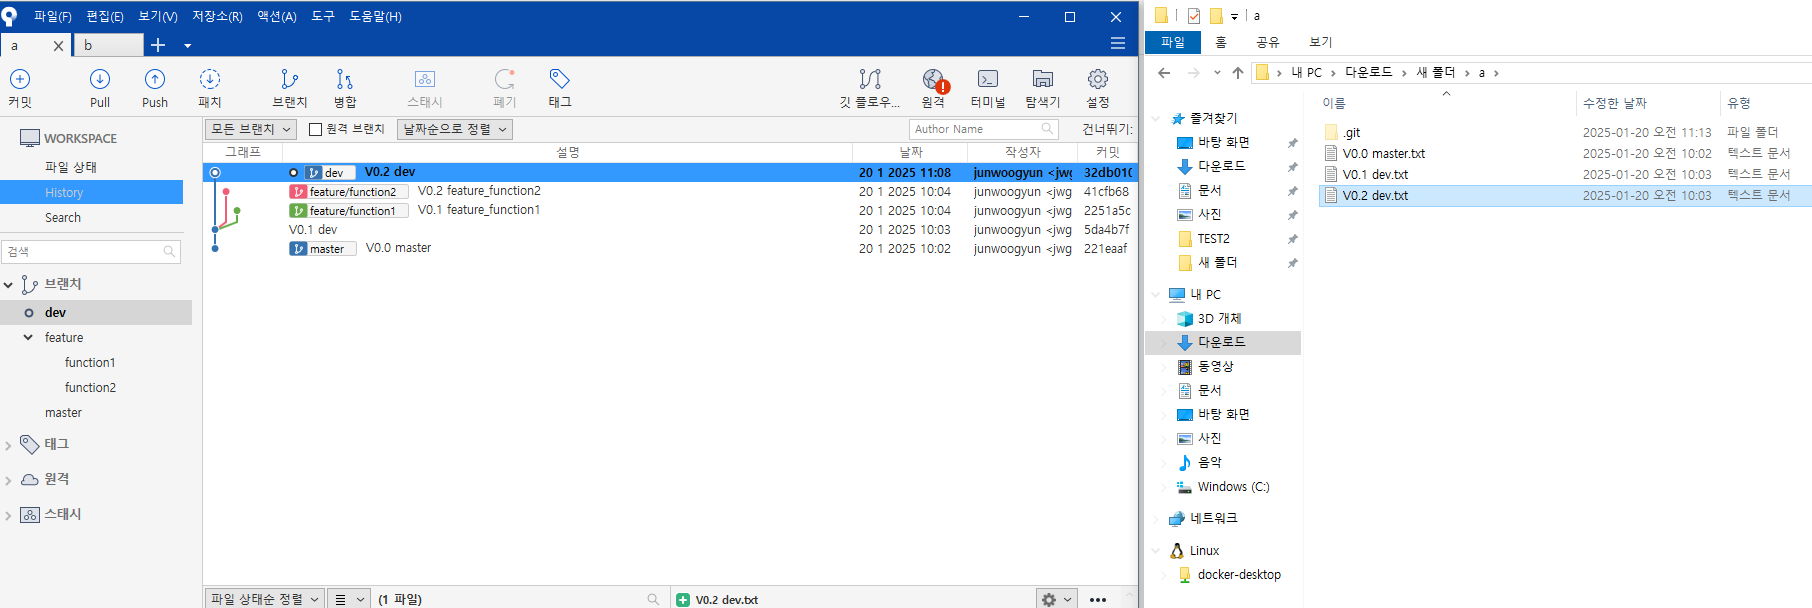 파일(F) 편집(E) 보기(V) 저장소(R) 액션(A) 도구 도움말(H)
a b
커밋 Pull Push 패치 브랜치 병합 스태시 폐기 태그 깃 플로우... 원격 터미널 탐색기 설정
WORKSPACE
파일 상태
History
Search
검색
브랜치
dev
feature
function1
function2
master
태그
원격
스태시
모든 브랜치 원격 브랜치 날짜순으로 정렬 Author Name 건너뛰기:
그래프 설명 날짜 작성자 커밋
dev V0.2 dev 20 1 2025 11:08 junwoogyun <jwg 32db010
feature/function2 V0.2 feature_function2 20 1 2025 10:04 junwoogyun <jwg 41cfb68
feature/function1 V0.1 feature_function1 20 1 2025 10:04 junwoogyun <jwg 2251a5c
V0.1 dev 20 1 2025 10:03 junwoogyun <jwg 5da4b7f
master V0.0 master 20 1 2025 10:02 junwoogyun <jwg 221eaaf
파일 상태순 정렬 (1 파일) V0.2 dev.txt
a
파일 홈 공유 보기
내 PC 다운로드 새 폴더 a
즐겨찾기
바탕 화면
다운로드
문서
사진
TEST2
새 폴더
내 PC
3D 개체
다운로드
동영상
문서
바탕 화면
사진
음악
Windows (C:)
네트워크
Linux
docker-desktop
이름 수정한 날짜 유형
.git 2025-01-20 오전 11:13 파일 폴더
V0.0 master.txt 2025-01-20 오전 10:02 텍스트 문서
V0.1 dev.txt 2025-01-20 오전 10:03 텍스트 문서
V0.2 dev.txt 2025-01-20 오전 10:03 텍스트 문서